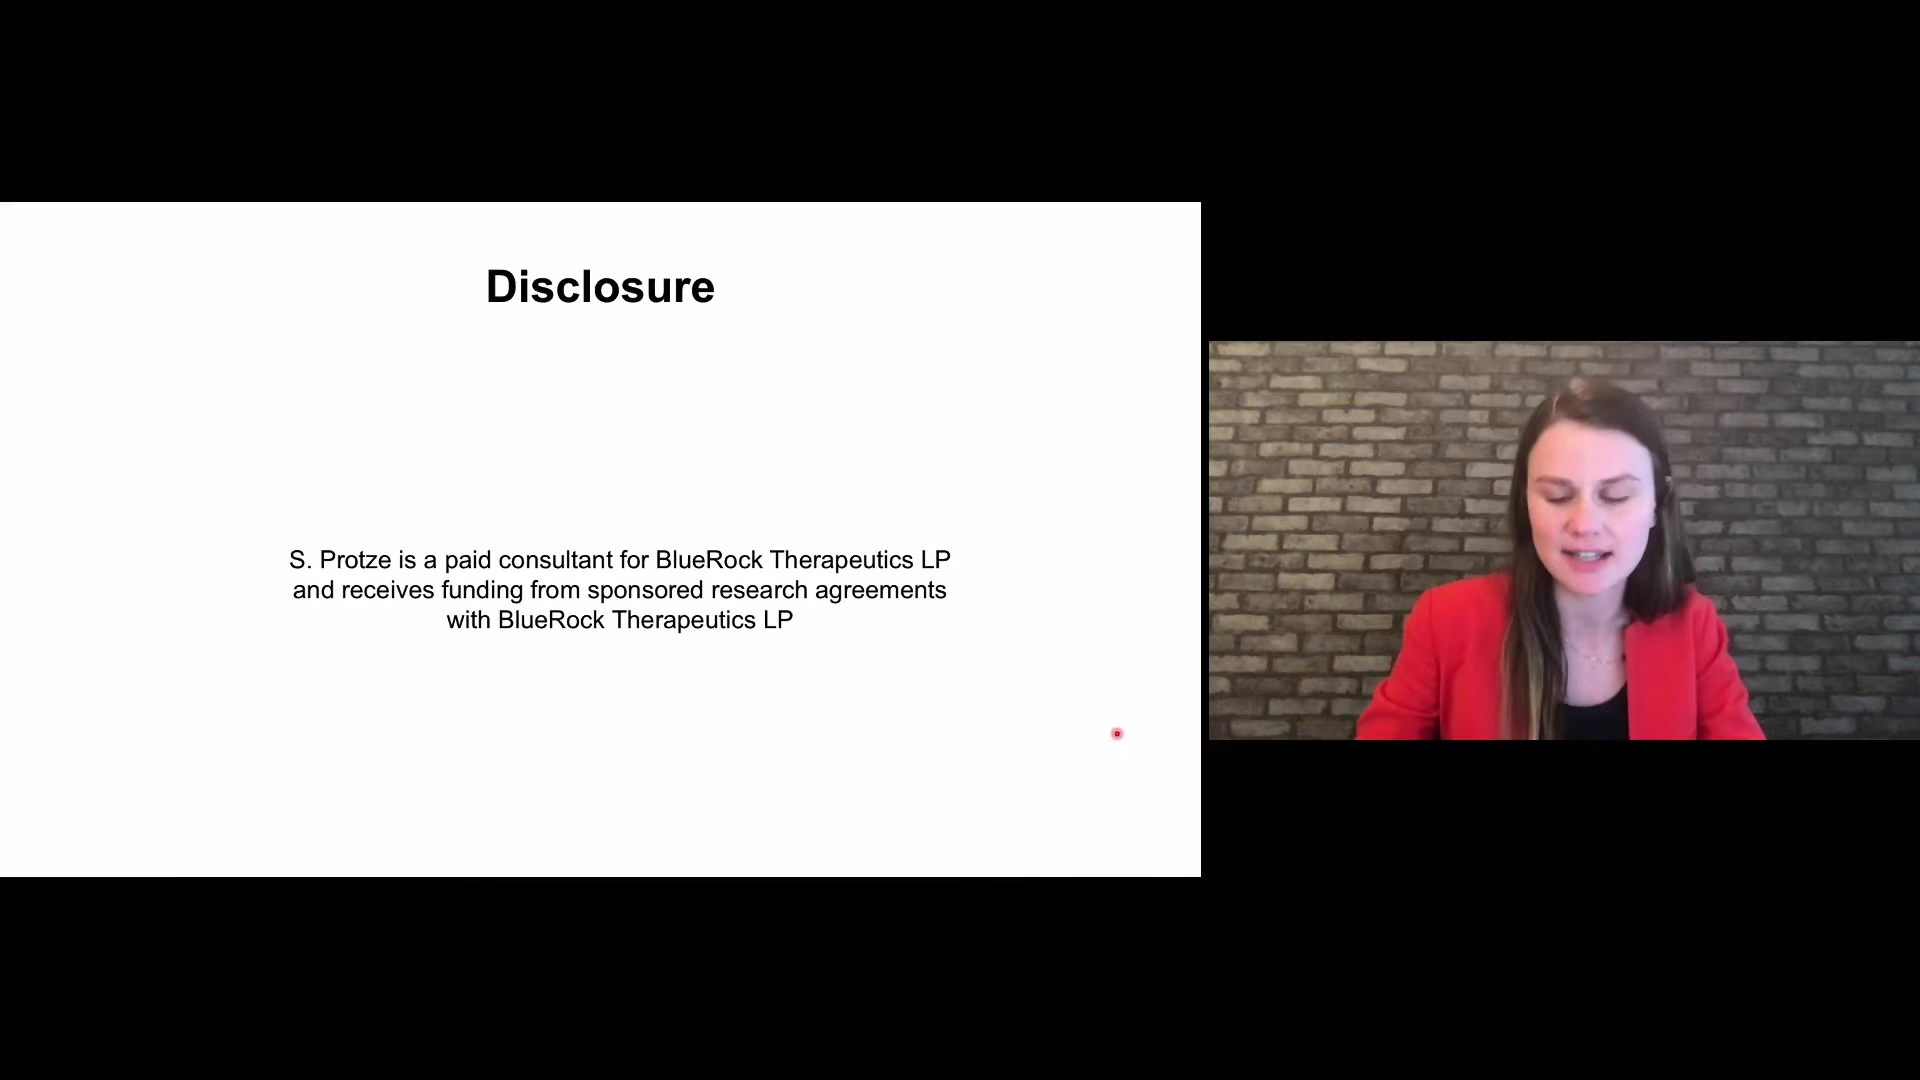 Disclosure
S. Protze is a paid consultant for BlueRock Therapeutics LP
and receives funding from sponsored research agreements
with BlueRock Therapeutics LP